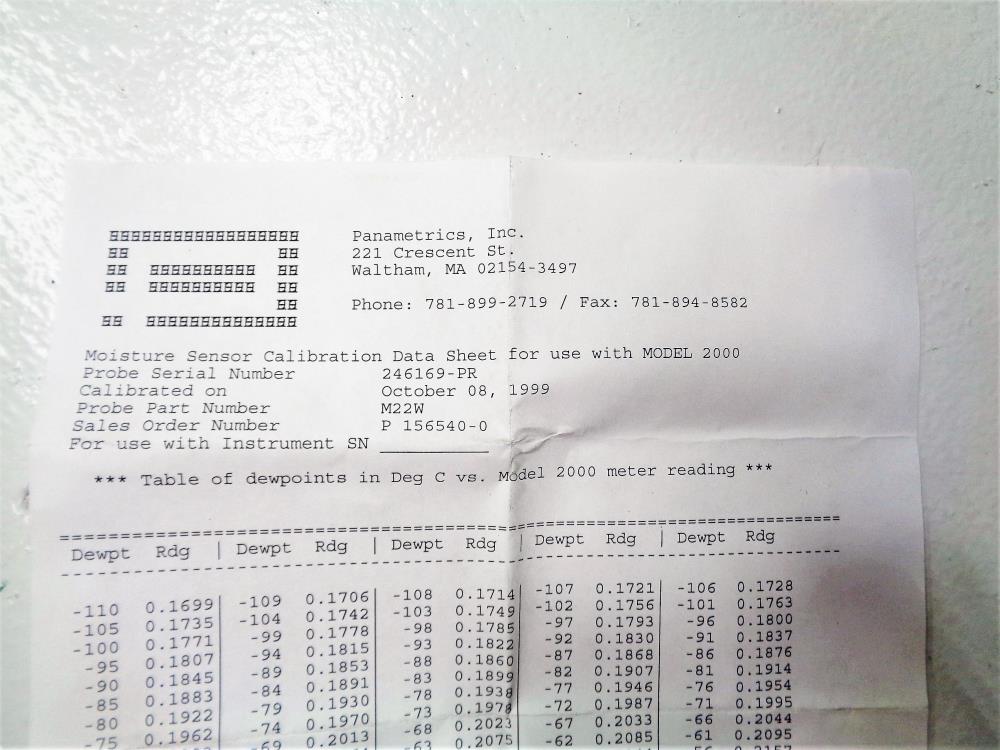 Panametrics, Inc.
221 Crescent St.
Waltham, MA 02154-3497
Phone: 781-899-2719 / Fax: 781-894-8582
Moisture Sensor Calibration Data Sheet for use with MODEL 2000
Probe Serial Number 246169-PR
Calibrated on October 08, 1999
Probe Part Number M22W
Sales Order Number P 156540-0
For use with Instrument SN __________
*** Table of dewpoints in Deg C vs. Model 2000 meter reading ***
Dewpt Rdg | Dewpt Rdg | Dewpt Rdg | Dewpt Rdg | Dewpt Rdg
-110 0.1699 | -109 0.1706 | -108 0.1714 | -107 0.1721 | -106 0.1728
-105 0.1735 | -104 0.1742 | -103 0.1749 | -102 0.1756 | -101 0.1763
-100 0.1771 | -99 0.1778 | -98 0.1785 | -97 0.1793 | -96 0.1800
-95 0.1807 | -94 0.1815 | -93 0.1822 | -92 0.1830 | -91 0.1837
-90 0.1845 | -89 0.1853 | -88 0.1860 | -87 0.1868 | -86 0.1876
-85 0.1883 | -84 0.1891 | -83 0.1899 | -82 0.1907 | -81 0.1914
-80 0.1922 | -79 0.1930 | -78 0.1938 | -77 0.1946 | -76 0.1954
-75 0.1962 | -74 0.1970 | -73 0.1978 | -72 0.1987 | -71 0.1995
-69 0.2013 | -68 0.2023 | -67 0.2033 | -66 0.2044
-63 0.2075 | -62 0.2085 | -61 0.2095